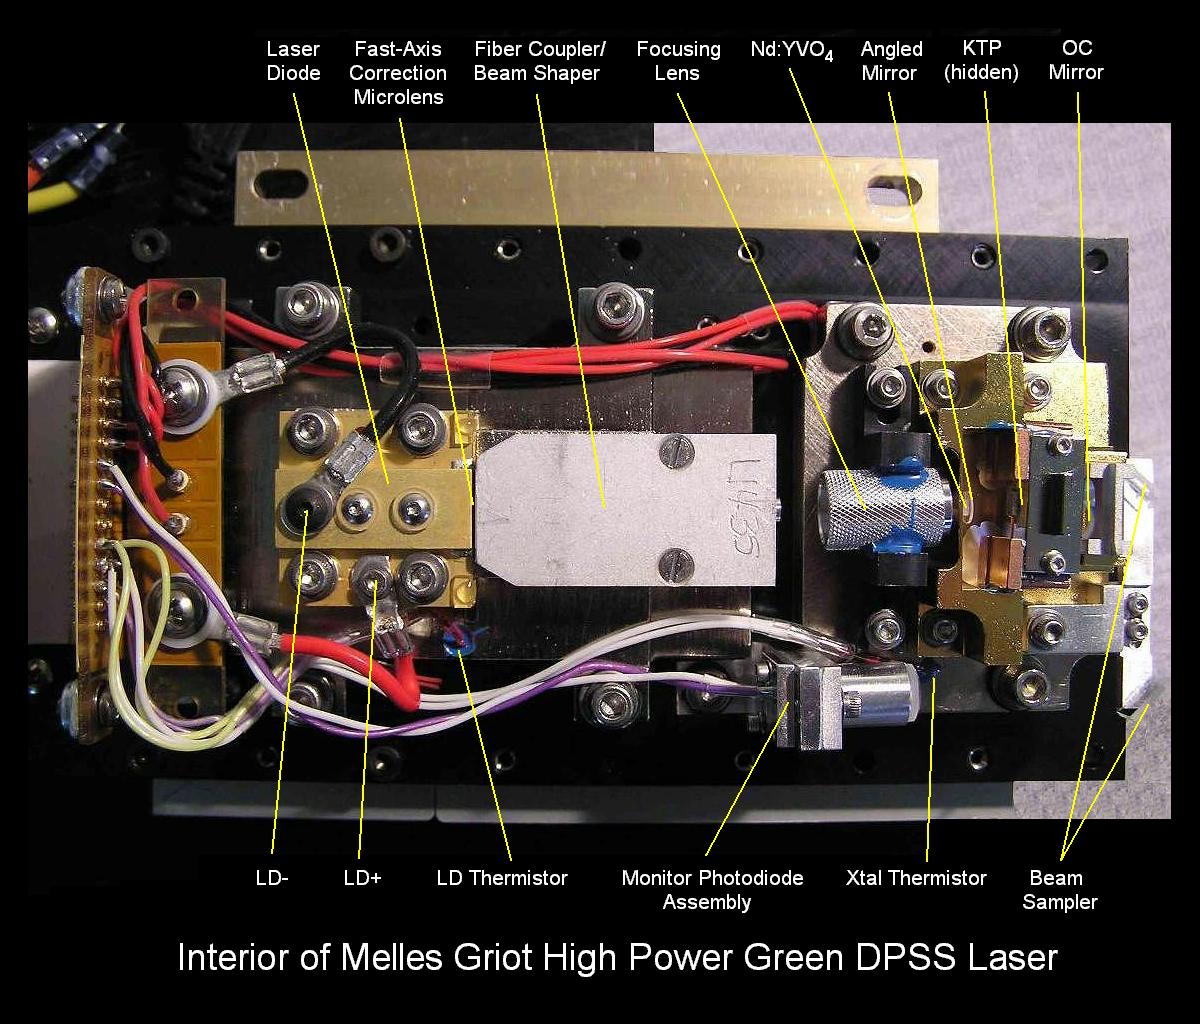 Laser
Diode
Fast-Axis
Correction
Microlens
Fiber Coupler/
Beam Shaper
Focusing
Lens
Nd:YVO₄
Angled
Mirror
KTP
(hidden)
OC
Mirror
LD-
LD+
LD Thermistor
Monitor Photodiode
Assembly
Xtal Thermistor
Beam
Sampler
Interior of Melles Griot High Power Green DPSS Laser